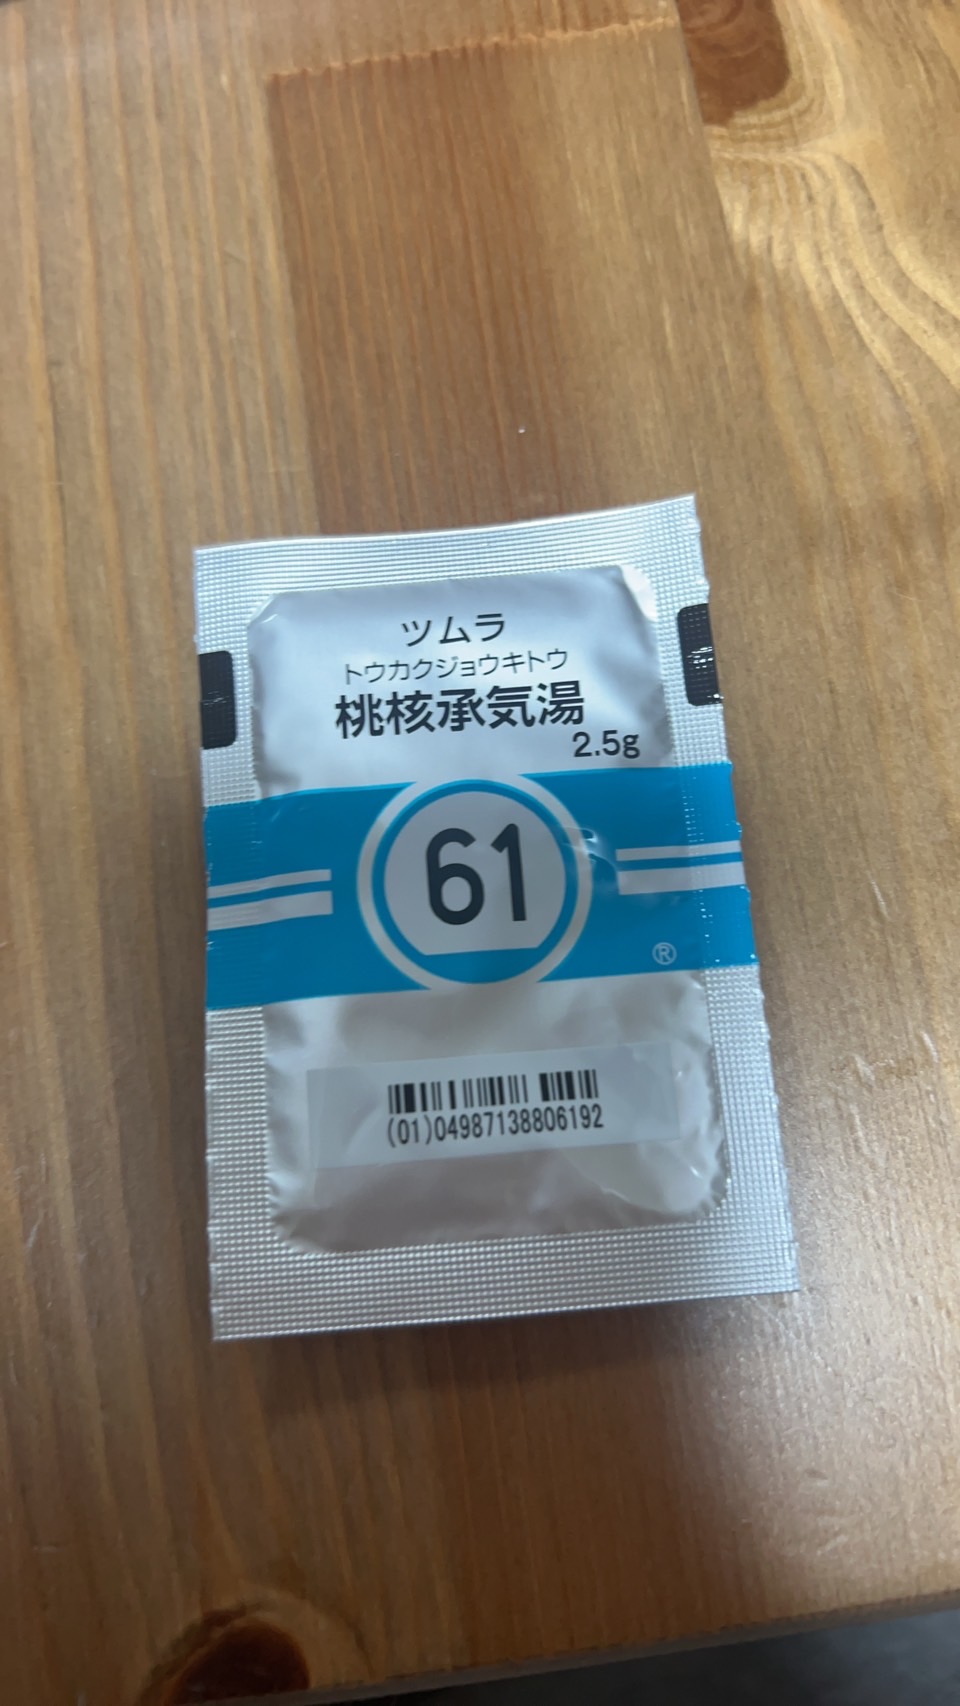 ツムラ
トウカクジョウキトウ
桃核承気湯
2.5g
61
®
(01)04987138806192